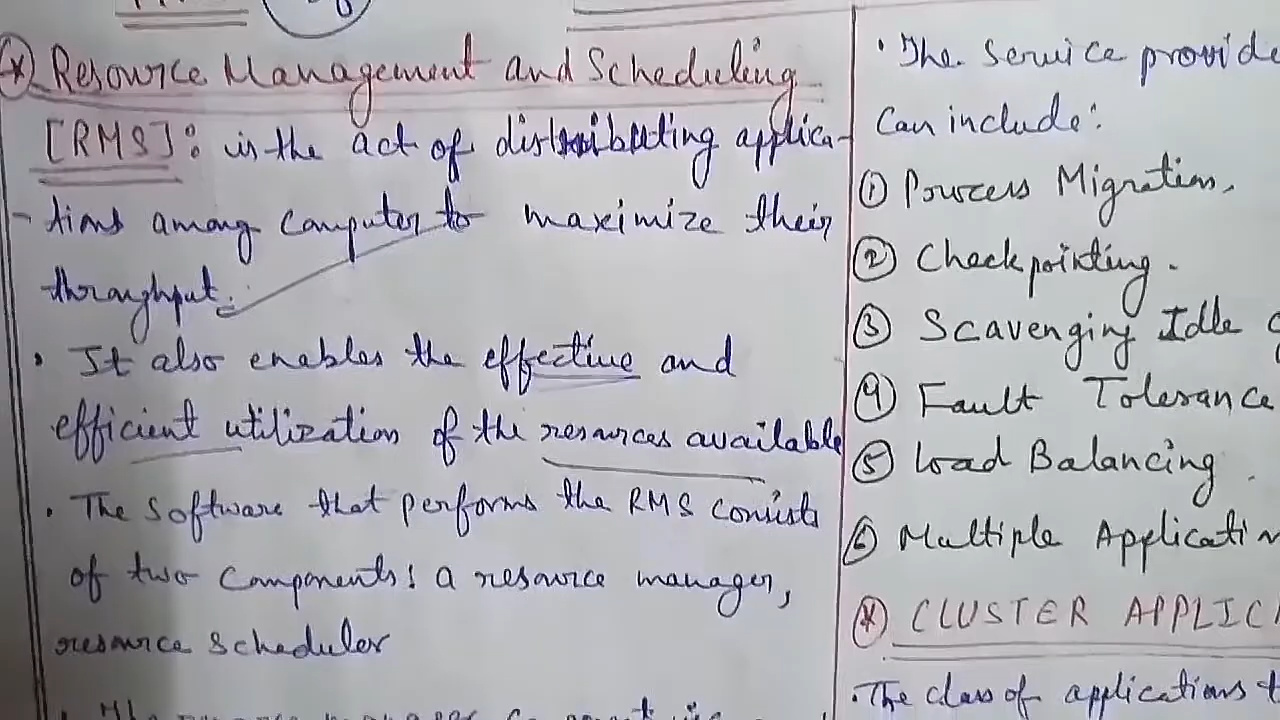 Resource Management and Scheduling
[RMS]: is the act of distributing applica-
-tions among computer to maximize their
throughput.
• It also enables the effective and
efficient utilization of the resources available
• The software that performs the RMS consists
of two components: a resource manager,
resource scheduler
• The service provide
can include:
① Process Migration.
② Checkpointing.
③ Scavenging Idle
④ Fault Tolerance
⑤ Load Balancing.
⑥ Multiple Application
CLUSTER APPLIC
• The class of applications